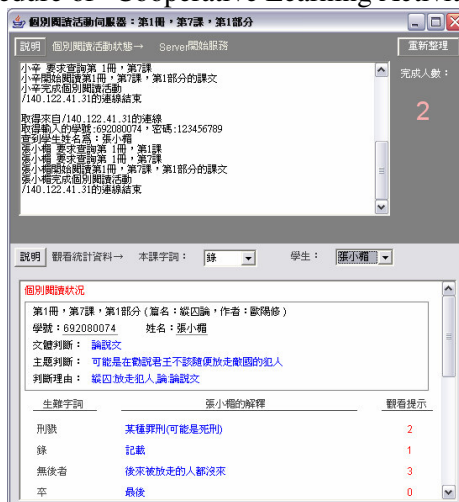 個別閱讀活動伺服器：第1冊，第7課，第1部分
說明 個別閱讀活動狀態→ Server開始服務 重新整理
小辛 要求查詢第 1冊，第7課
小辛開始閱讀第1冊，第7課，第1部分的課文
小辛完成個別閱讀活動
/140.122.41.31的連線結束
取得來自/140.122.41.31的連線
取得輸入的學號:692080074，密碼:123456789
查到學生姓名爲：張小楣
張小楣 要求查詢第 1冊，第1課
張小楣 要求查詢第 1冊，第7課
張小楣開始閱讀第1冊，第7課，第1部分的課文
張小楣完成個別閱讀活動
/140.122.41.31的連線結束
完成人數：
2
說明 觀看統計資料→ 本課字詞： 錄 學生： 張小楣
個別閱讀狀況
第1冊，第7課，第1部分（篇名：縱囚論，作者：歐陽修）
學號：692080074 姓名：張小楣
文體判斷： 論說文
主題判斷： 可能是在勸說君王不該隨便放走敵國的犯人
判斷理由： 縱囚:放走犯人,論:論說文
生難字詞 張小楣的解釋 觀看提示
刑戮 某種罪刑(可能是死刑) 2
錄 記載 1
無後者 後來被放走的人都沒來 3
卒 最後 0